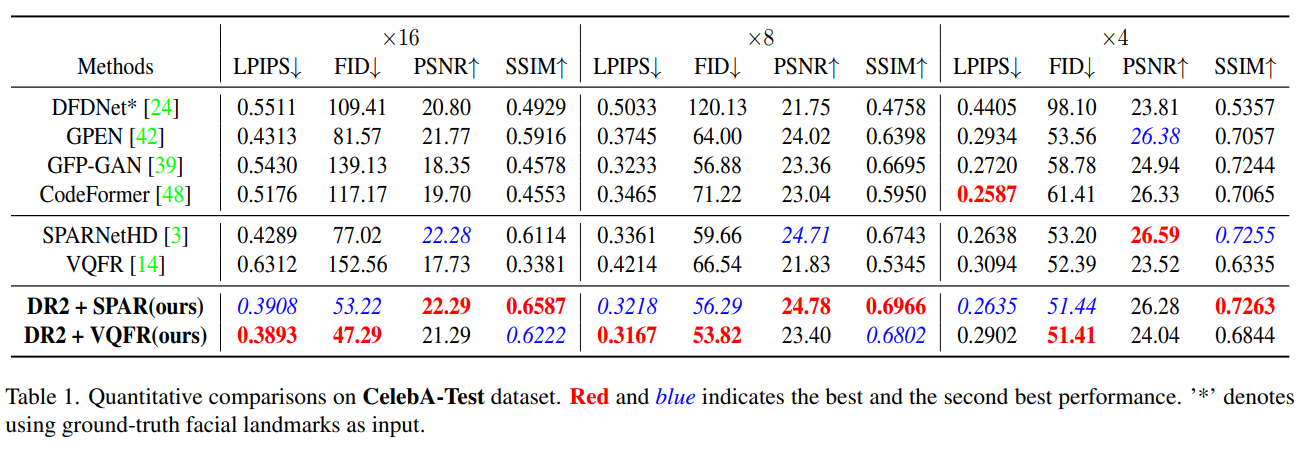 ×16 ×8 ×4
Methods LPIPS↓ FID↓ PSNR↑ SSIM↑ LPIPS↓ FID↓ PSNR↑ SSIM↑ LPIPS↓ FID↓ PSNR↑ SSIM↑
DFDNet* [24] 0.5511 109.41 20.80 0.4929 0.5033 120.13 21.75 0.4758 0.4405 98.10 23.81 0.5357
GPEN [42] 0.4313 81.57 21.77 0.5916 0.3745 64.00 24.02 0.6398 0.2934 53.56 26.38 0.7057
GFP-GAN [39] 0.5430 139.13 18.35 0.4578 0.3233 56.88 23.36 0.6695 0.2720 58.78 24.94 0.7244
CodeFormer [48] 0.5176 117.17 19.70 0.4553 0.3465 71.22 23.04 0.5950 0.2587 61.41 26.33 0.7065
SPARNetHD [3] 0.4289 77.02 22.28 0.6114 0.3361 59.66 24.71 0.6743 0.2638 53.20 26.59 0.7255
VQFR [14] 0.6312 152.56 17.73 0.3381 0.4214 66.54 21.83 0.5345 0.3094 52.39 23.52 0.6335
DR2 + SPAR(ours) 0.3908 53.22 22.29 0.6587 0.3218 56.29 24.78 0.6966 0.2635 51.44 26.28 0.7263
DR2 + VQFR(ours) 0.3893 47.29 21.29 0.6222 0.3167 53.82 23.40 0.6802 0.2902 51.41 24.04 0.6844
Table 1. Quantitative comparisons on CelebA-Test dataset. Red and blue indicates the best and the second best performance. ’*’ denotes
using ground-truth facial landmarks as input.